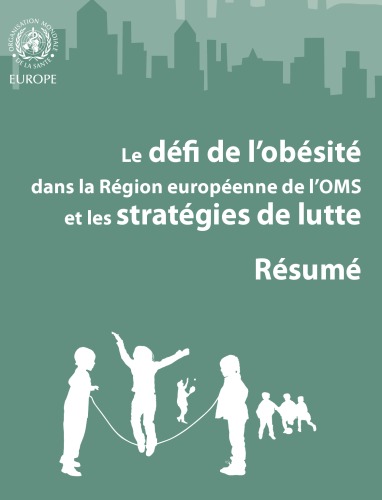 ORGANISATION MONDIALE
DE LA SANTÉ
EUROPE
Le défi de l'obésité
dans la Région européenne de l'OMS
et les stratégies de lutte
Résumé